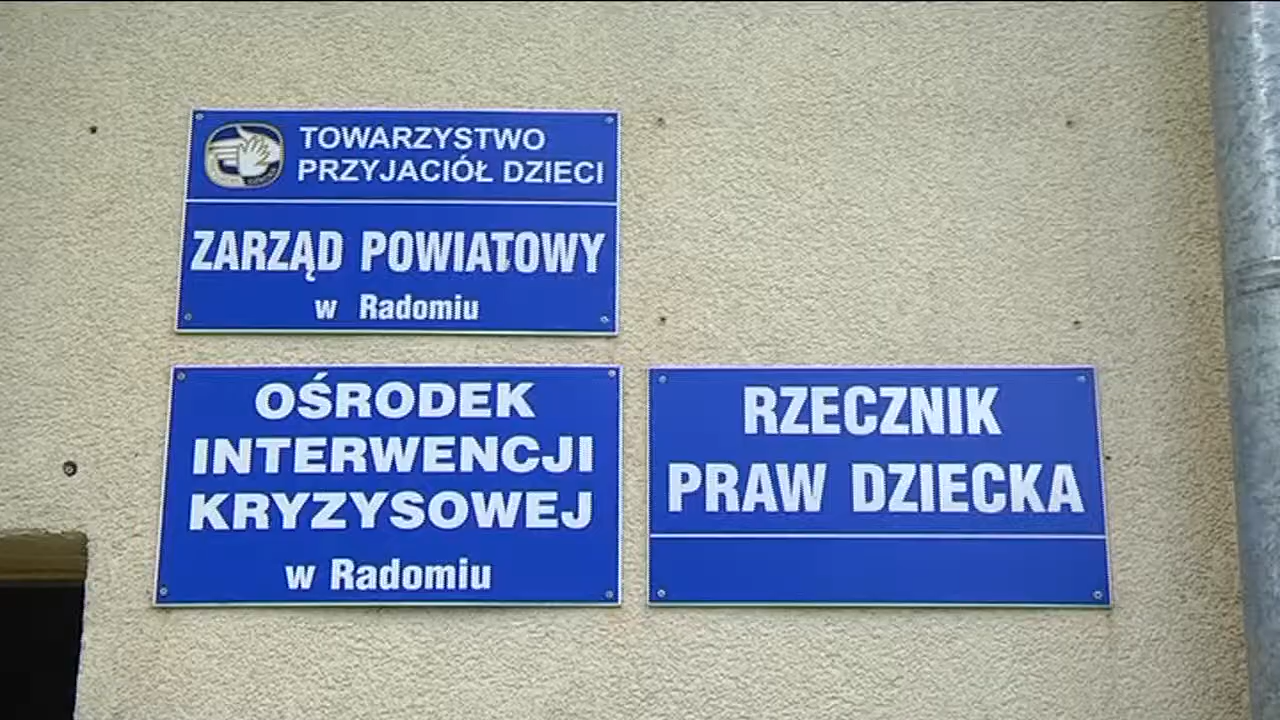 TOWARZYSTWO
PRZYJACIÓŁ DZIECI
ZARZĄD POWIATOWY
w Radomiu
OŚRODEK
INTERWENCJI
KRYZYSOWEJ
w Radomiu
RZECZNIK
PRAW DZIECKA